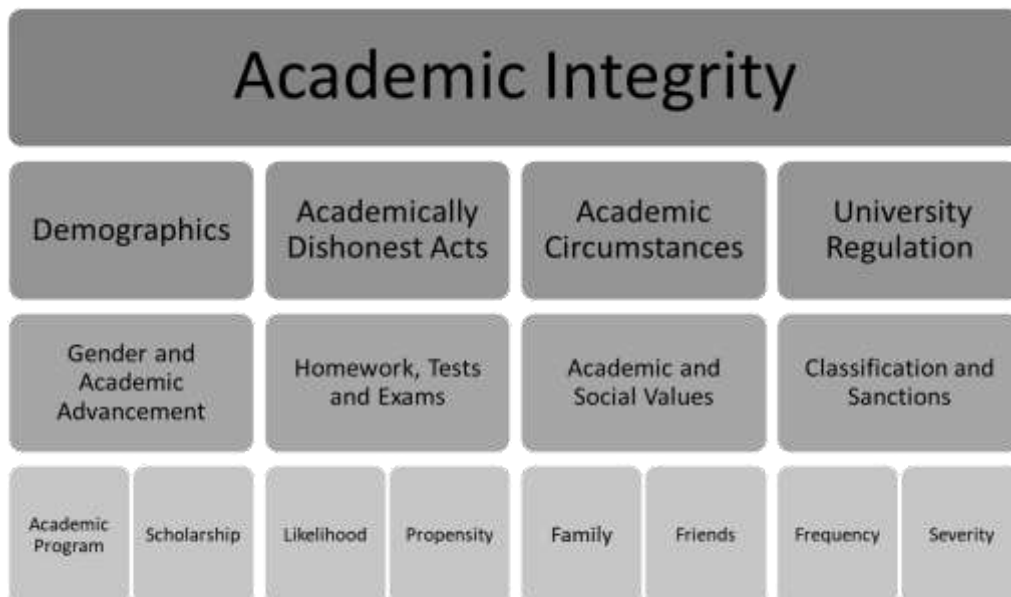 Academic Integrity
Demographics
Academically
Dishonest Acts
Academic
Circumstances
University
Regulation
Gender and
Academic
Advancement
Homework, Tests
and Exams
Academic and
Social Values
Classification and
Sanctions
Academic
Program
Scholarship
Likelihood
Propensity
Family
Friends
Frequency
Severity